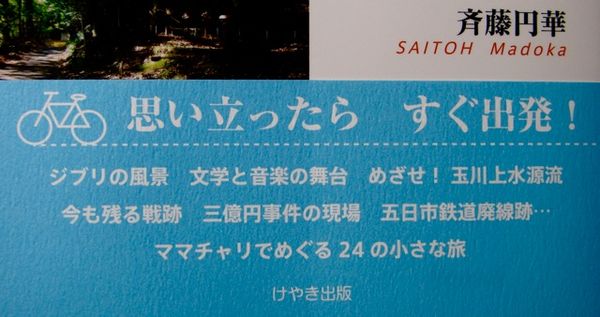 斉藤円華
SAITOH Madoka
思い立ったら　すぐ出発！
ジブリの風景　文学と音楽の舞台　めざせ！玉川上水源流
今も残る戦跡　三億円事件の現場　五日市鉄道廃線跡…
ママチャリでめぐる24の小さな旅
けやき出版